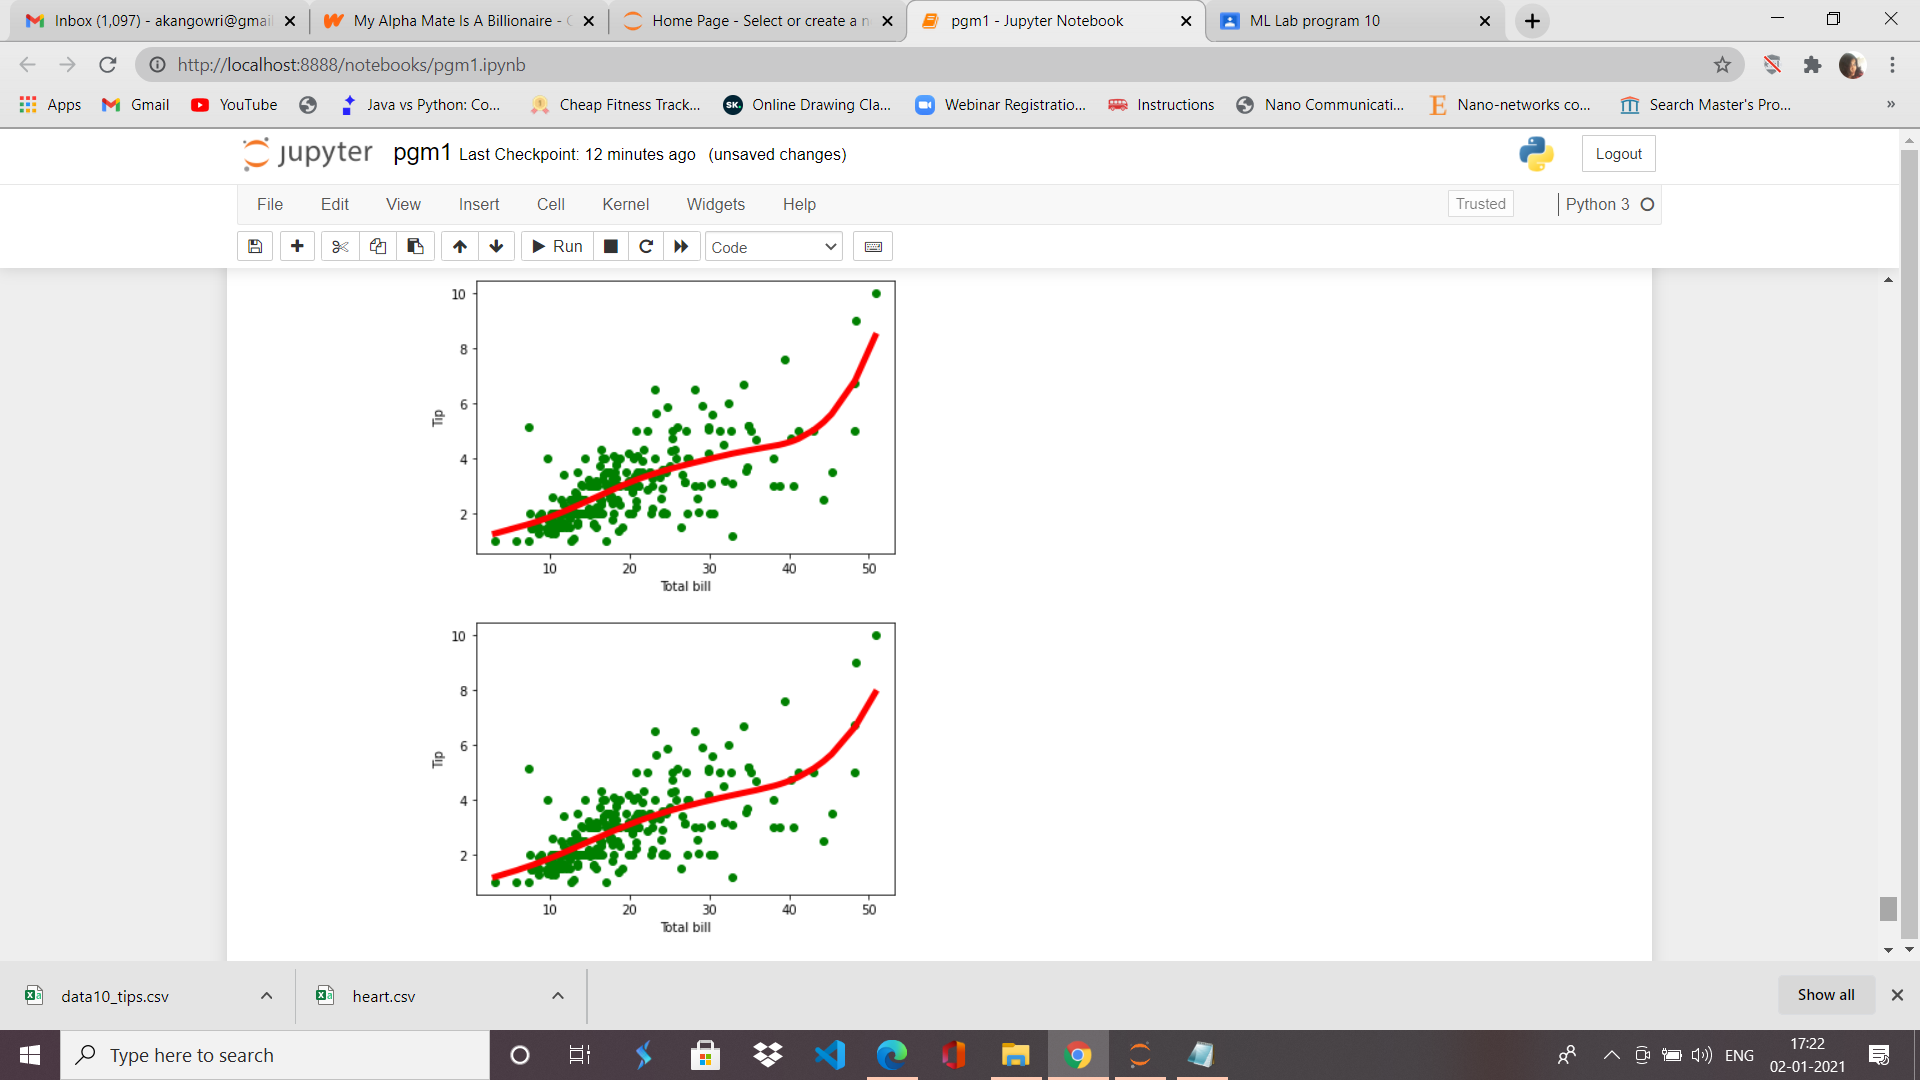 Inbox (1,097) - akangowri@gmai
My Alpha Mate Is A Billionaire -
Home Page - Select or create a n
pgm1 - Jupyter Notebook
ML Lab program 10
http://localhost:8888/notebooks/pgm1.ipynb
Apps
Gmail
YouTube
Java vs Python: Co...
Cheap Fitness Track...
SK.
Online Drawing Cla...
Webinar Registratio...
Instructions
Nano Communicati...
E
Nano-networks co...
Search Master's Pro...
»
jupyter
pgm1 Last Checkpoint: 12 minutes ago (unsaved changes)
Logout
File Edit View Insert Cell Kernel Widgets Help
Trusted
Python 3
Run
Code
10
8
6
4
2
Tip
10 20 30 40 50
Total bill
10
8
6
4
2
Tip
10 20 30 40 50
Total bill
data10_tips.csv
heart.csv
Show all
Type here to search
ENG
17:22
02-01-2021